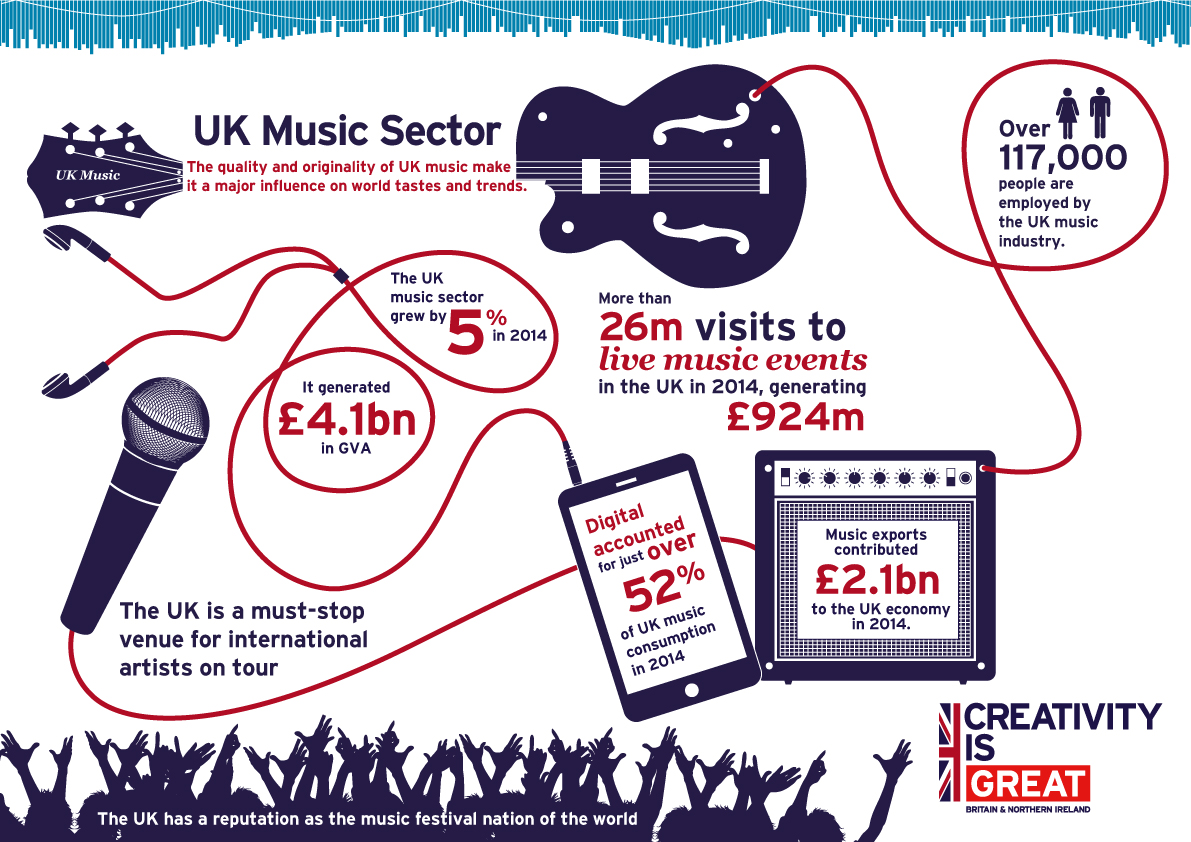 UK Music
UK Music Sector
The quality and originality of UK music make
it a major influence on world tastes and trends.
Over
117,000
people are
employed by
the UK music
industry.
The UK
music sector
grew by 5%
in 2014
It generated
£4.1bn
in GVA
More than
26m visits to
live music events
in the UK in 2014, generating
£924m
Digital
accounted
for just over
52%
of UK music
consumption
in 2014
Music exports
contributed
£2.1bn
to the UK economy
in 2014.
The UK is a must-stop
venue for international
artists on tour
The UK has a reputation as the music festival nation of the world
CREATIVITY
IS
GREAT
BRITAIN & NORTHERN IRELAND